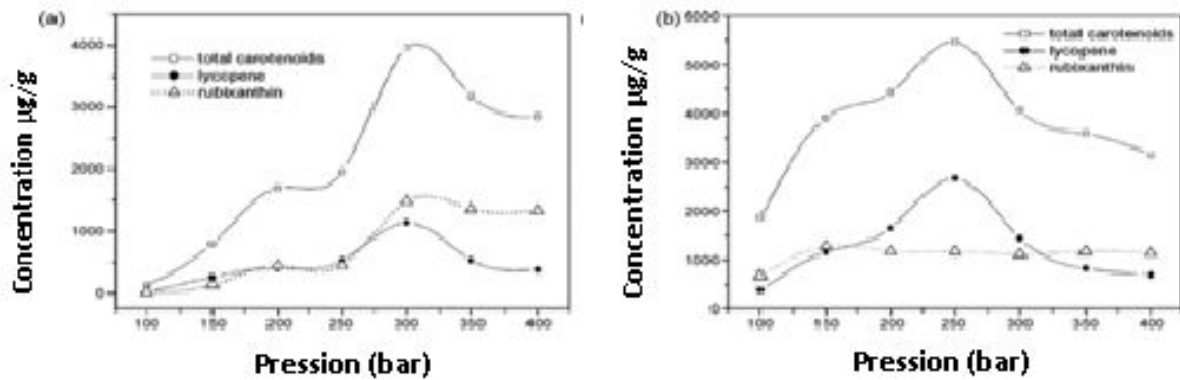 (a)
total carotenoids
lycopene
rubixanthin
4000
3000
2000
1000
0
Concentration µg/g
100 150 200 250 300 350 400
Pression (bar)
(b)
total carotenoids
lycopene
rubixanthin
6000
5000
4000
3000
2000
1000
0
Concentration µg/g
100 150 200 250 300 350 400
Pression (bar)